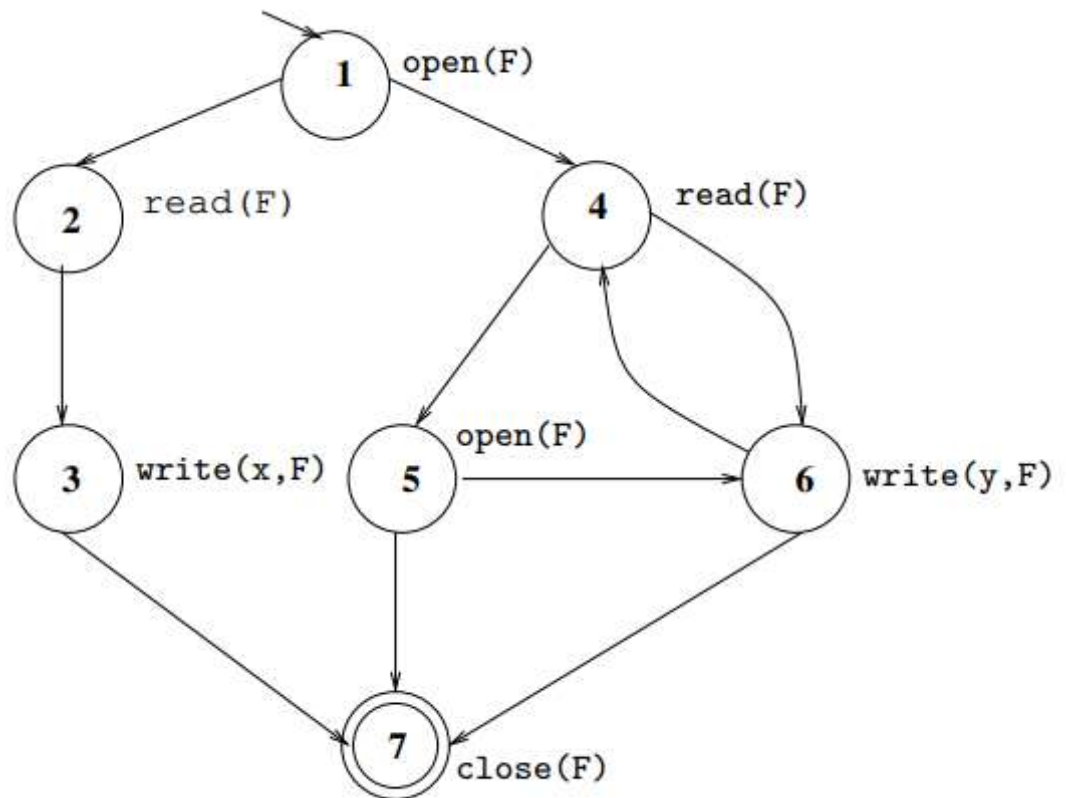 1 open(F)
2 read(F)
4 read(F)
3 write(x,F)
5 open(F)
6 write(y,F)
7 close(F)